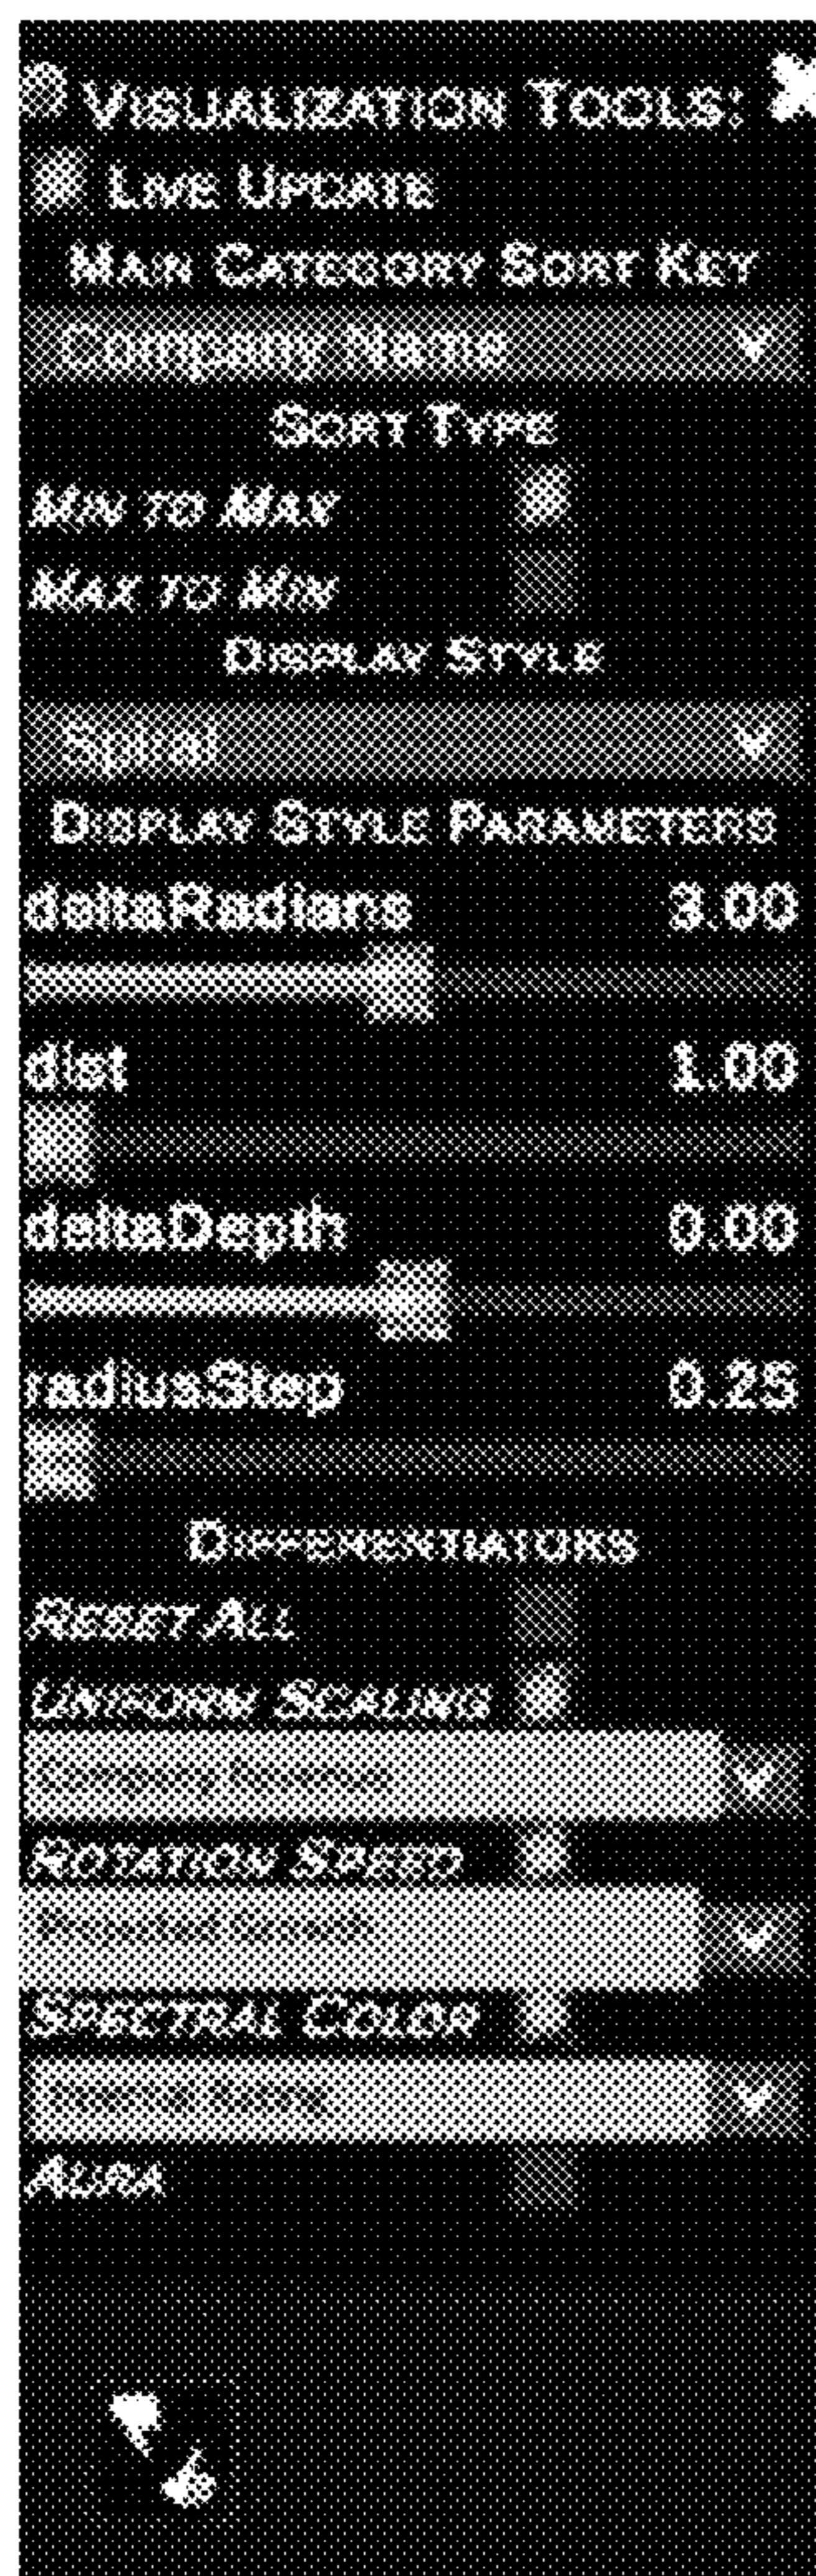 VISUALIZATION TOOLS:
LIVE UPDATE
MAIN CATEGORY SORT KEY
Company Name
SORT TYPE
MIN TO MAX
MAX TO MIN
DISPLAY STYLE
Spiral
DISPLAY STYLE PARAMETERS
deltaRadians 3.00
dist 1.00
deltaDepth 0.00
radiusStep 0.25
DIFFERENTIATORS
RESET ALL
UNIFORM SCALING
Company
ROTATION SPEED
SPECTRAL COLOR
AURA